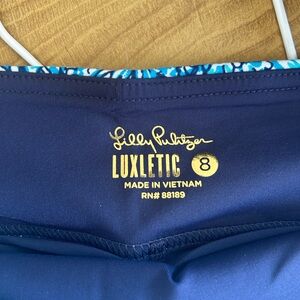 Lilly Pulitzer
LUXLETIC 8
MADE IN VIETNAM
RN# 88189